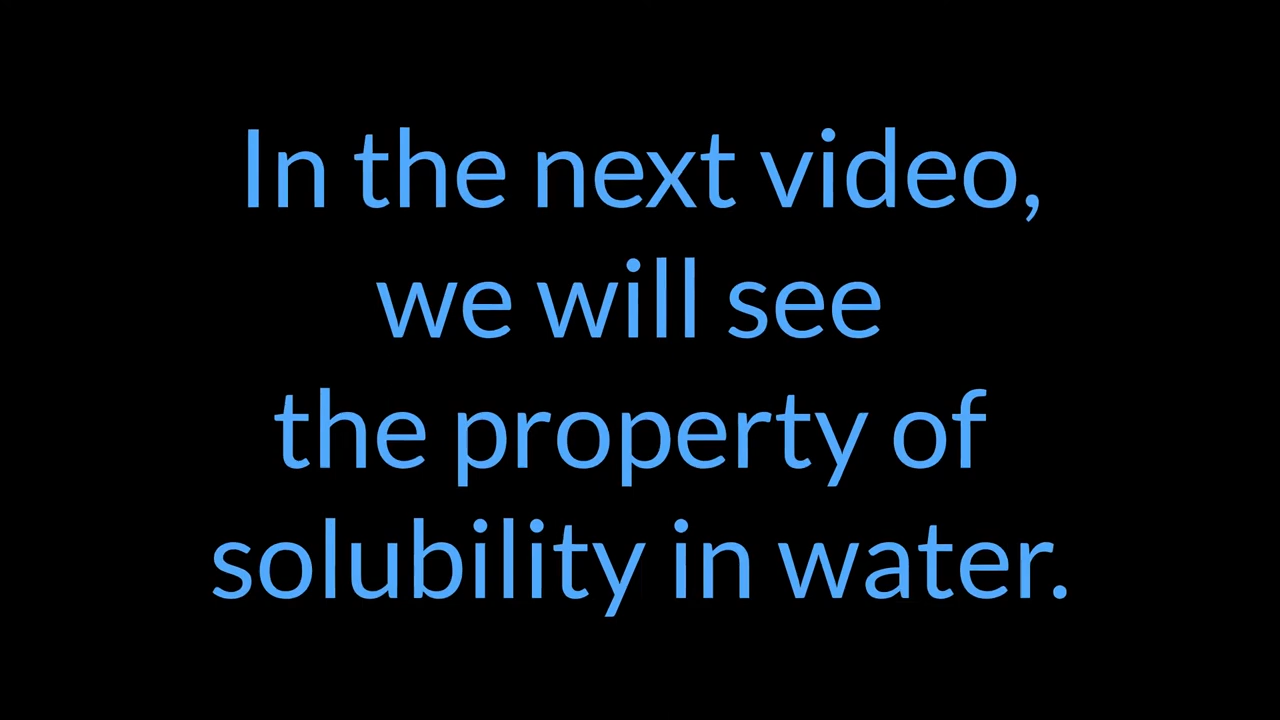 In the next video,
we will see
the property of
solubility in water.